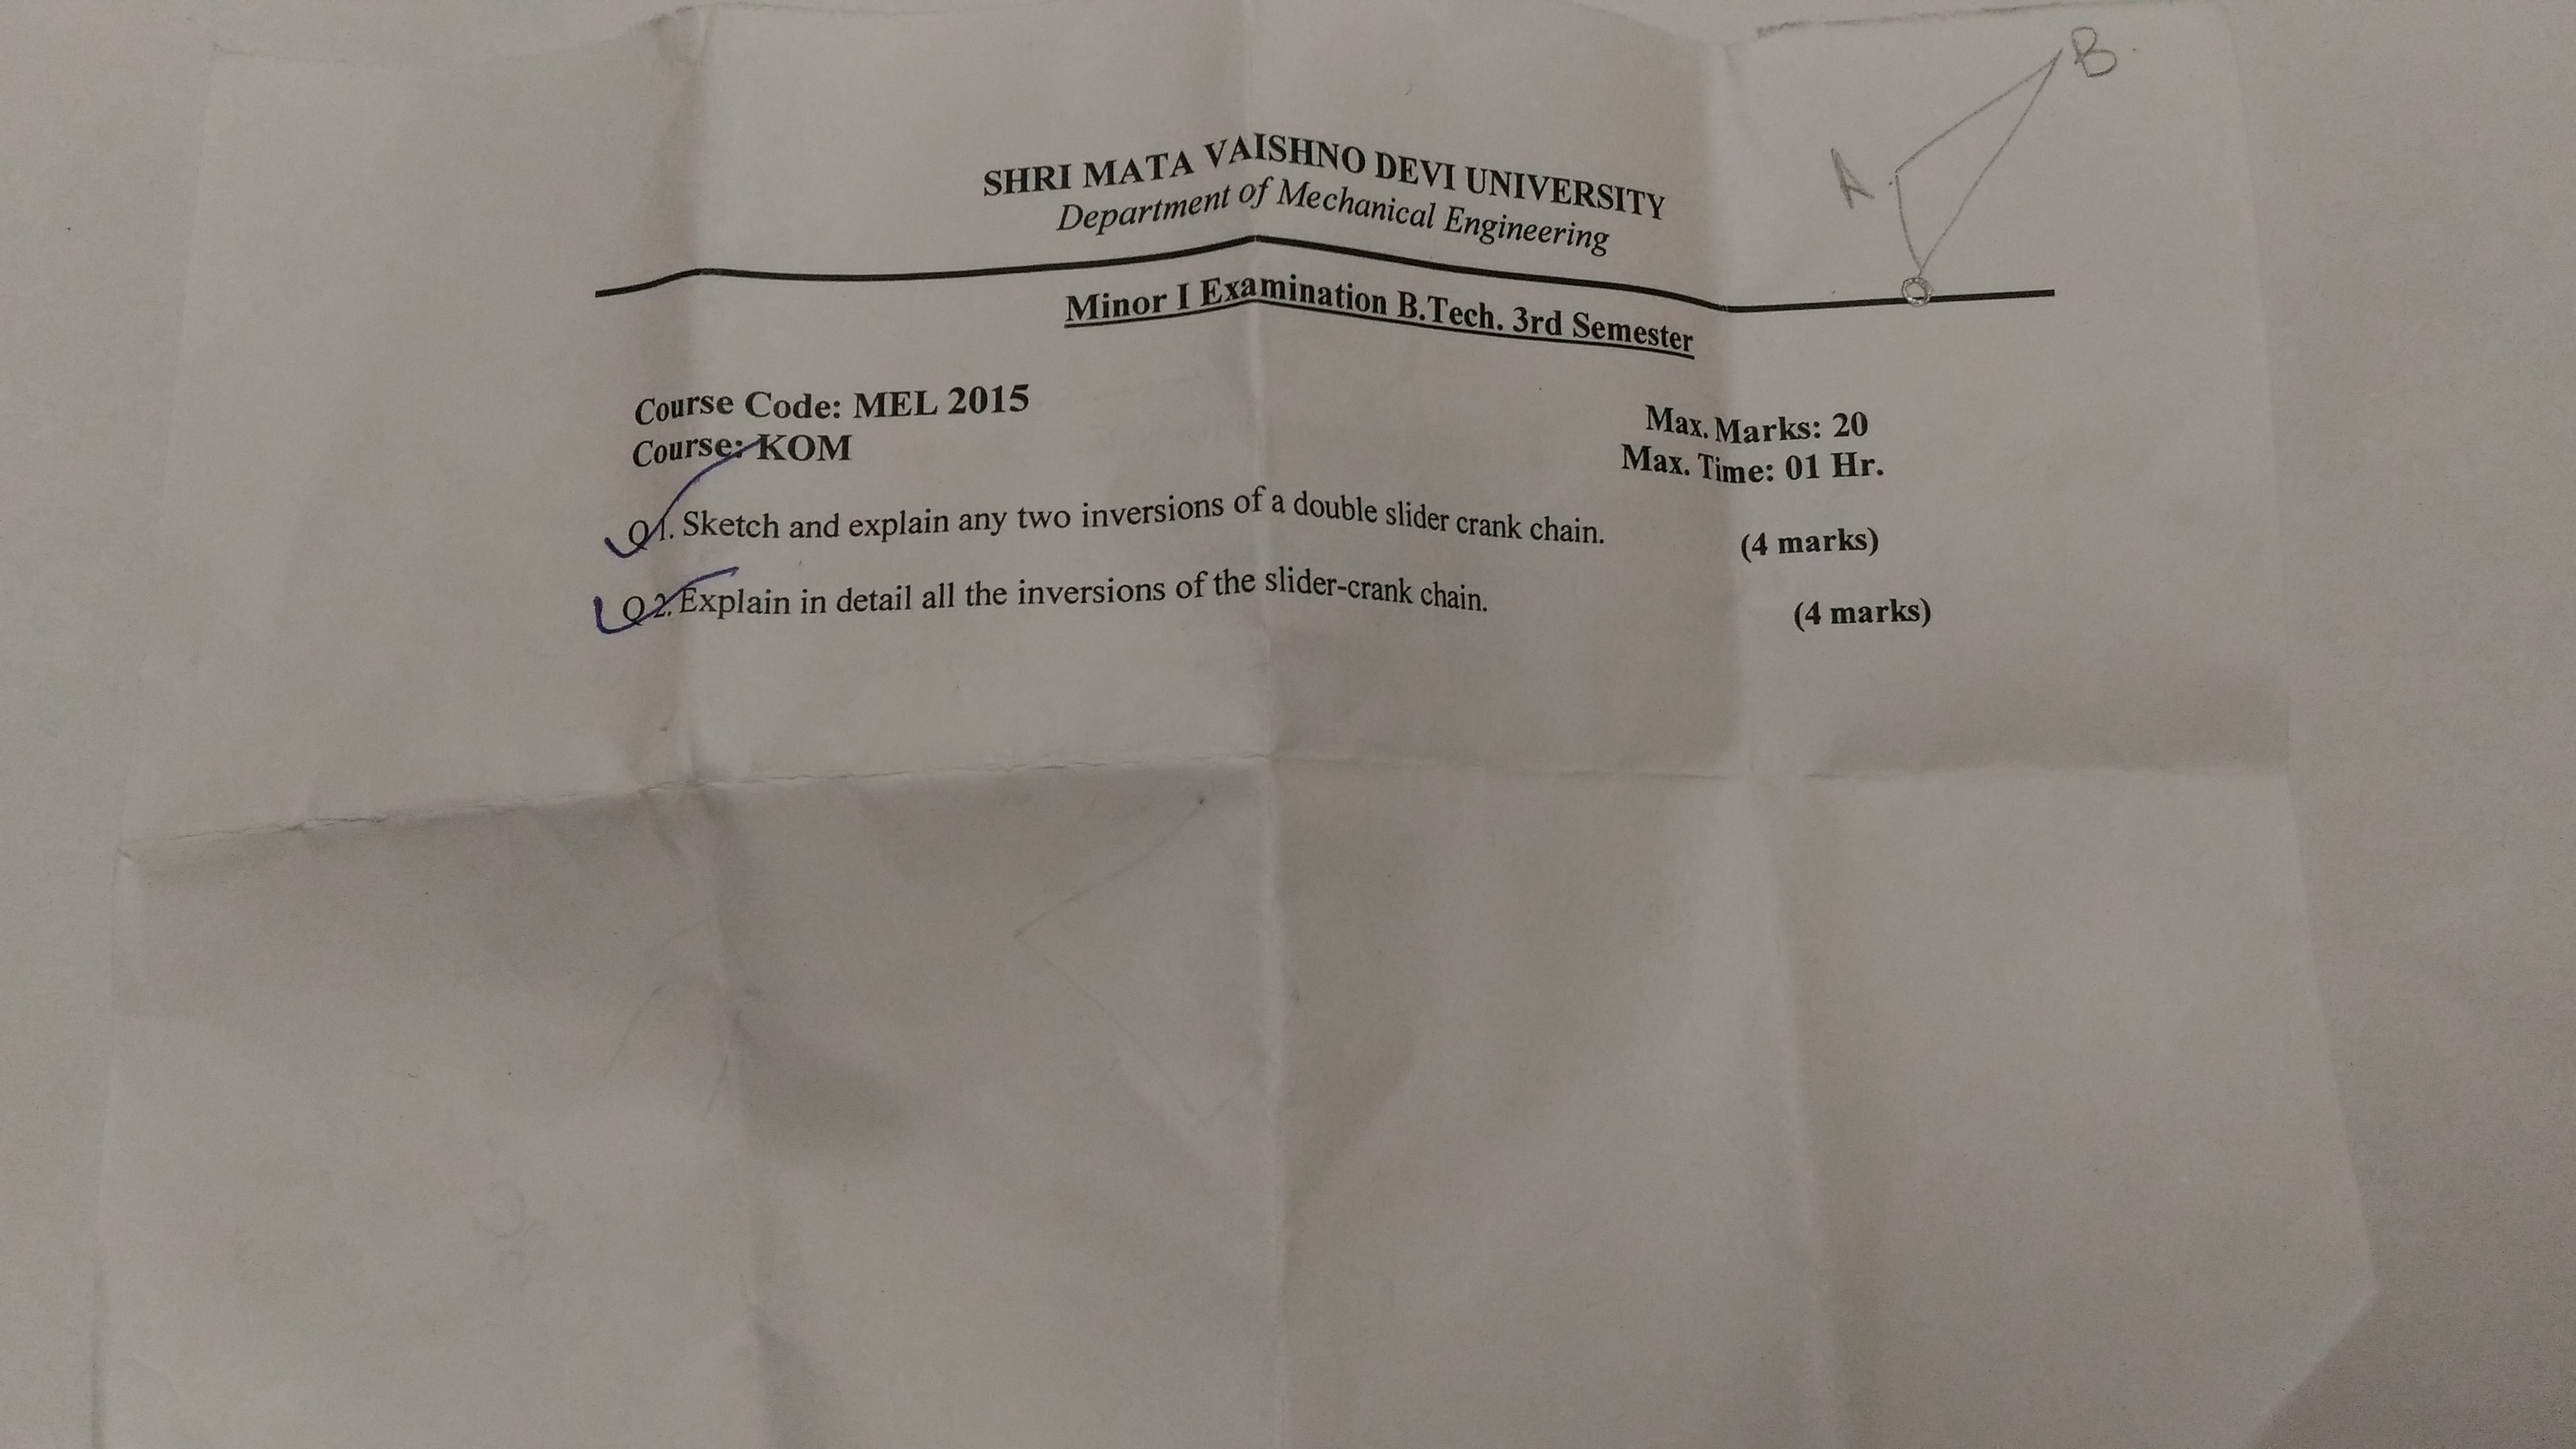 SHRI MATA VAISHNO DEVI UNIVERSITY
Department of Mechanical Engineering
Minor I Examination B.Tech. 3rd Semester
Course Code: MEL 2015
Max. Marks: 20
Course: KOM
Max. Time: 01 Hr.
Q1. Sketch and explain any two inversions of a double slider crank chain. (4 marks)
Q2. Explain in detail all the inversions of the slider-crank chain. (4 marks)
B
A